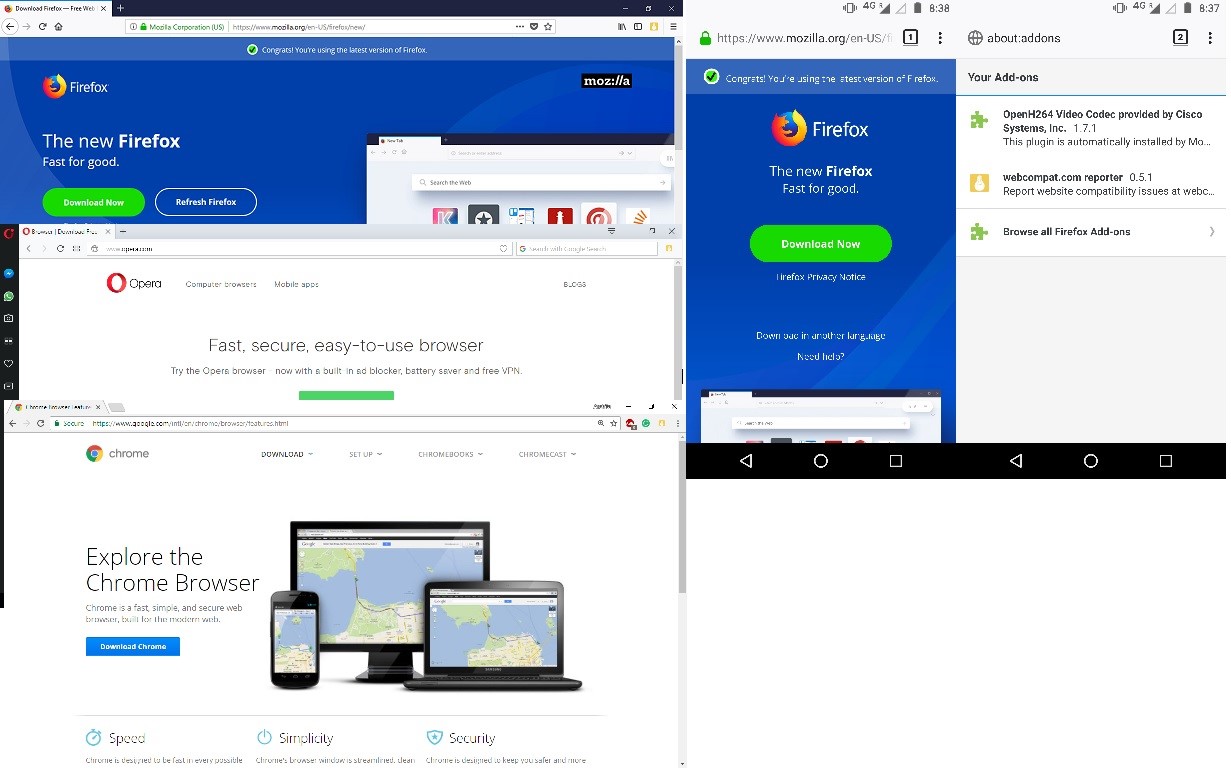 Download Firefox — Free Web
Mozilla Corporation (US)
https://www.mozilla.org/en-US/firefox/new/
Congrats! You're using the latest version of Firefox.
Firefox
moz://a
The new Firefox
Fast for good.
Download Now
Refresh Firefox
New Tab
Search the Web
Browser | Download
www.opera.com
Search with Google Search
Opera
Computer browsers
Mobile apps
BLOGS
Fast, secure, easy-to-use browser
Try the Opera browser - now with a built-in ad blocker, battery saver and free VPN.
Chrome Browser Features
Secure
https://www.google.com/intl/en/chrome/browser/features.html
chrome
DOWNLOAD
SET UP
CHROMEBOOKS
CHROMECAST
Explore the
Chrome Browser
Chrome is a fast, simple, and secure web
browser, built for the modern web.
Download Chrome
Google
SAMSUNG
Speed
Simplicity
Security
Chrome is designed to be fast in every possible
Chrome's browser window is streamlined, clean
Chrome is designed to keep you safer and more
4G
8:38
https://www.mozilla.org/en-US/fi
1
Congrats! You're using the latest version of Firefox.
Firefox
The new Firefox
Fast for good.
Download Now
Firefox Privacy Notice
Download in another language
Need help?
4G
8:37
about:addons
2
Your Add-ons
OpenH264 Video Codec provided by Cisco
Systems, Inc. 1.7.1
This plugin is automatically installed by...
webcompat.com reporter 0.5.1
Report website compatibility issues at webc...
Browse all Firefox Add-ons